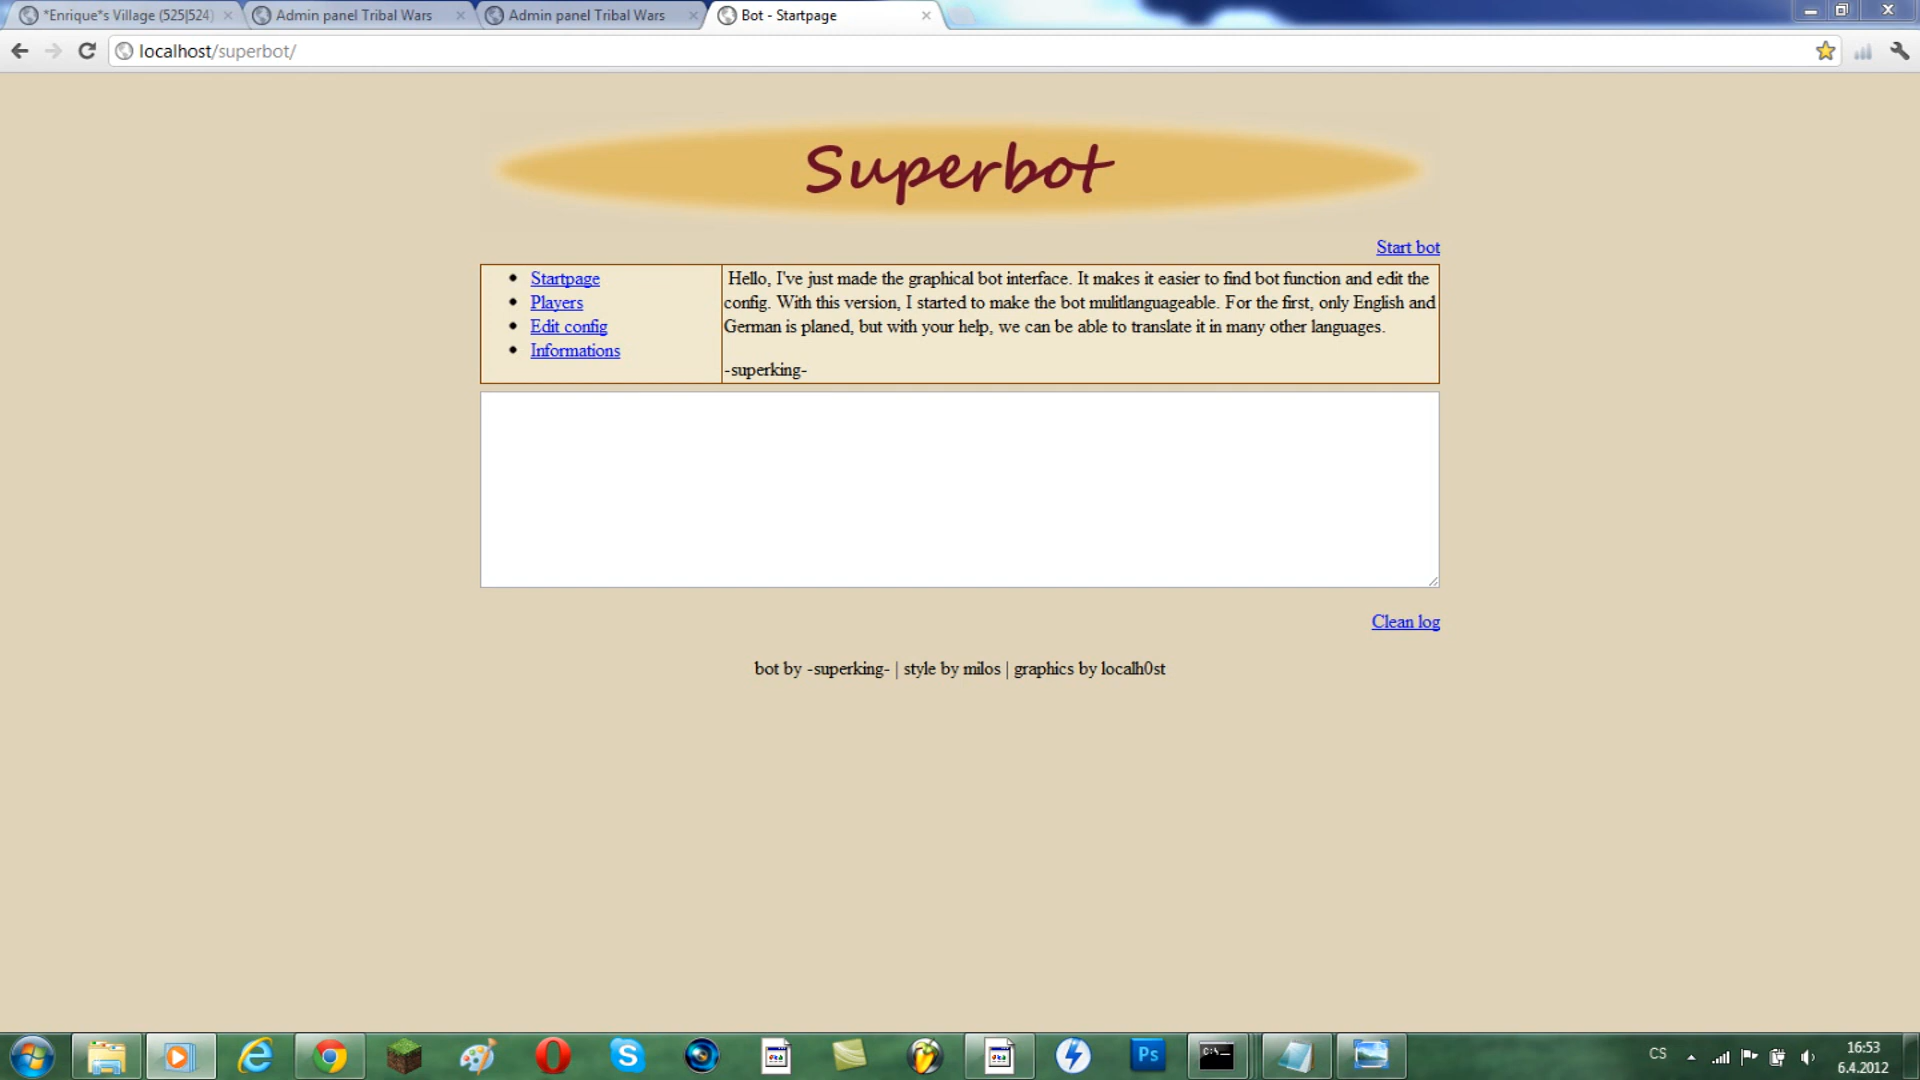 *Enrique*s Village (525|524)
Admin panel Tribal Wars
Admin panel Tribal Wars
Bot - Startpage
localhost/superbot/
Superbot
Start bot
Startpage
Players
Edit config
Informations
Hello, I've just made the graphical bot interface. It makes it easier to find bot function and edit the
config. With this version, I started to make the bot mulitlanguageable. For the first, only English and
German is planed, but with your help, we can be able to translate it in many other languages.
-superking-
Clean log
bot by -superking- | style by milos | graphics by localh0st
Ps
C:\
CS
16:53
6.4.2012